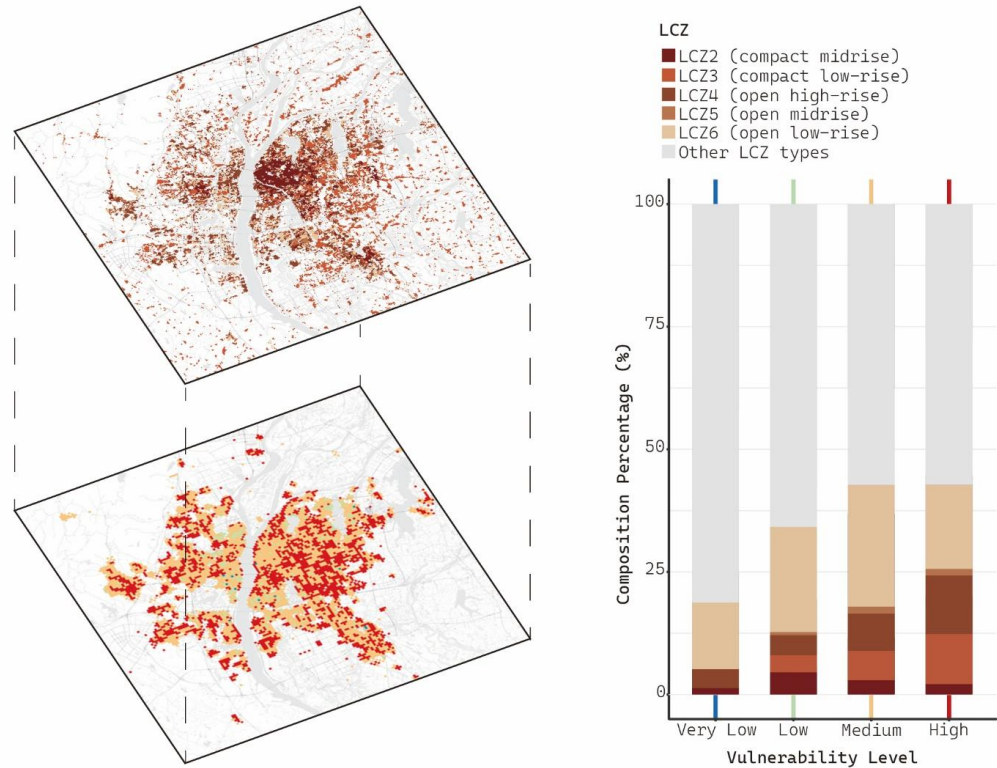 LCZ
LCZ2 (compact midrise)
LCZ3 (compact low-rise)
LCZ4 (open high-rise)
LCZ5 (open midrise)
LCZ6 (open low-rise)
Other LCZ types
100
75
50
25
0
Composition Percentage (%)
Very Low
Low
Medium
High
Vulnerability Level